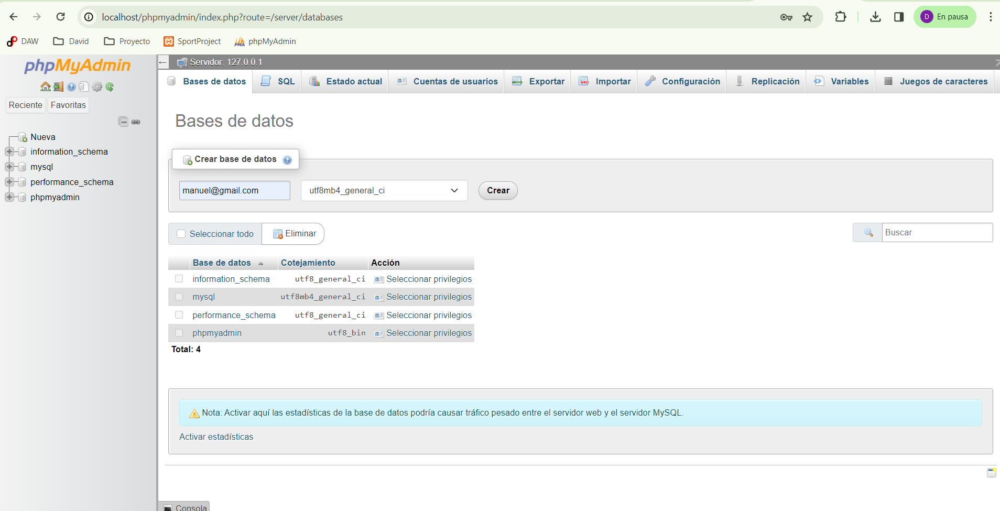 localhost/phpmyadmin/index.php?route=/server/databases
D En pausa
DAW David Proyecto SportProject PMA phpMyAdmin
phpMyAdmin
Reciente Favoritas
Nueva
information_schema
mysql
performance_schema
phpmyadmin
Servidor: 127.0.0.1
Bases de datos SQL Estado actual Cuentas de usuarios Exportar Importar Configuración Replicación Variables Juegos de caracteres
Bases de datos
Crear base de datos
manuel@gmail.com utf8mb4_general_ci Crear
Seleccionar todo Eliminar Buscar
Base de datos Cotejamiento Acción
information_schema utf8_general_ci Seleccionar privilegios
mysql utf8mb4_general_ci Seleccionar privilegios
performance_schema utf8_general_ci Seleccionar privilegios
phpmyadmin utf8_bin Seleccionar privilegios
Total: 4
Nota: Activar aquí las estadísticas de la base de datos podría causar tráfico pesado entre el servidor web y el servidor MySQL.
Activar estadísticas
Consola